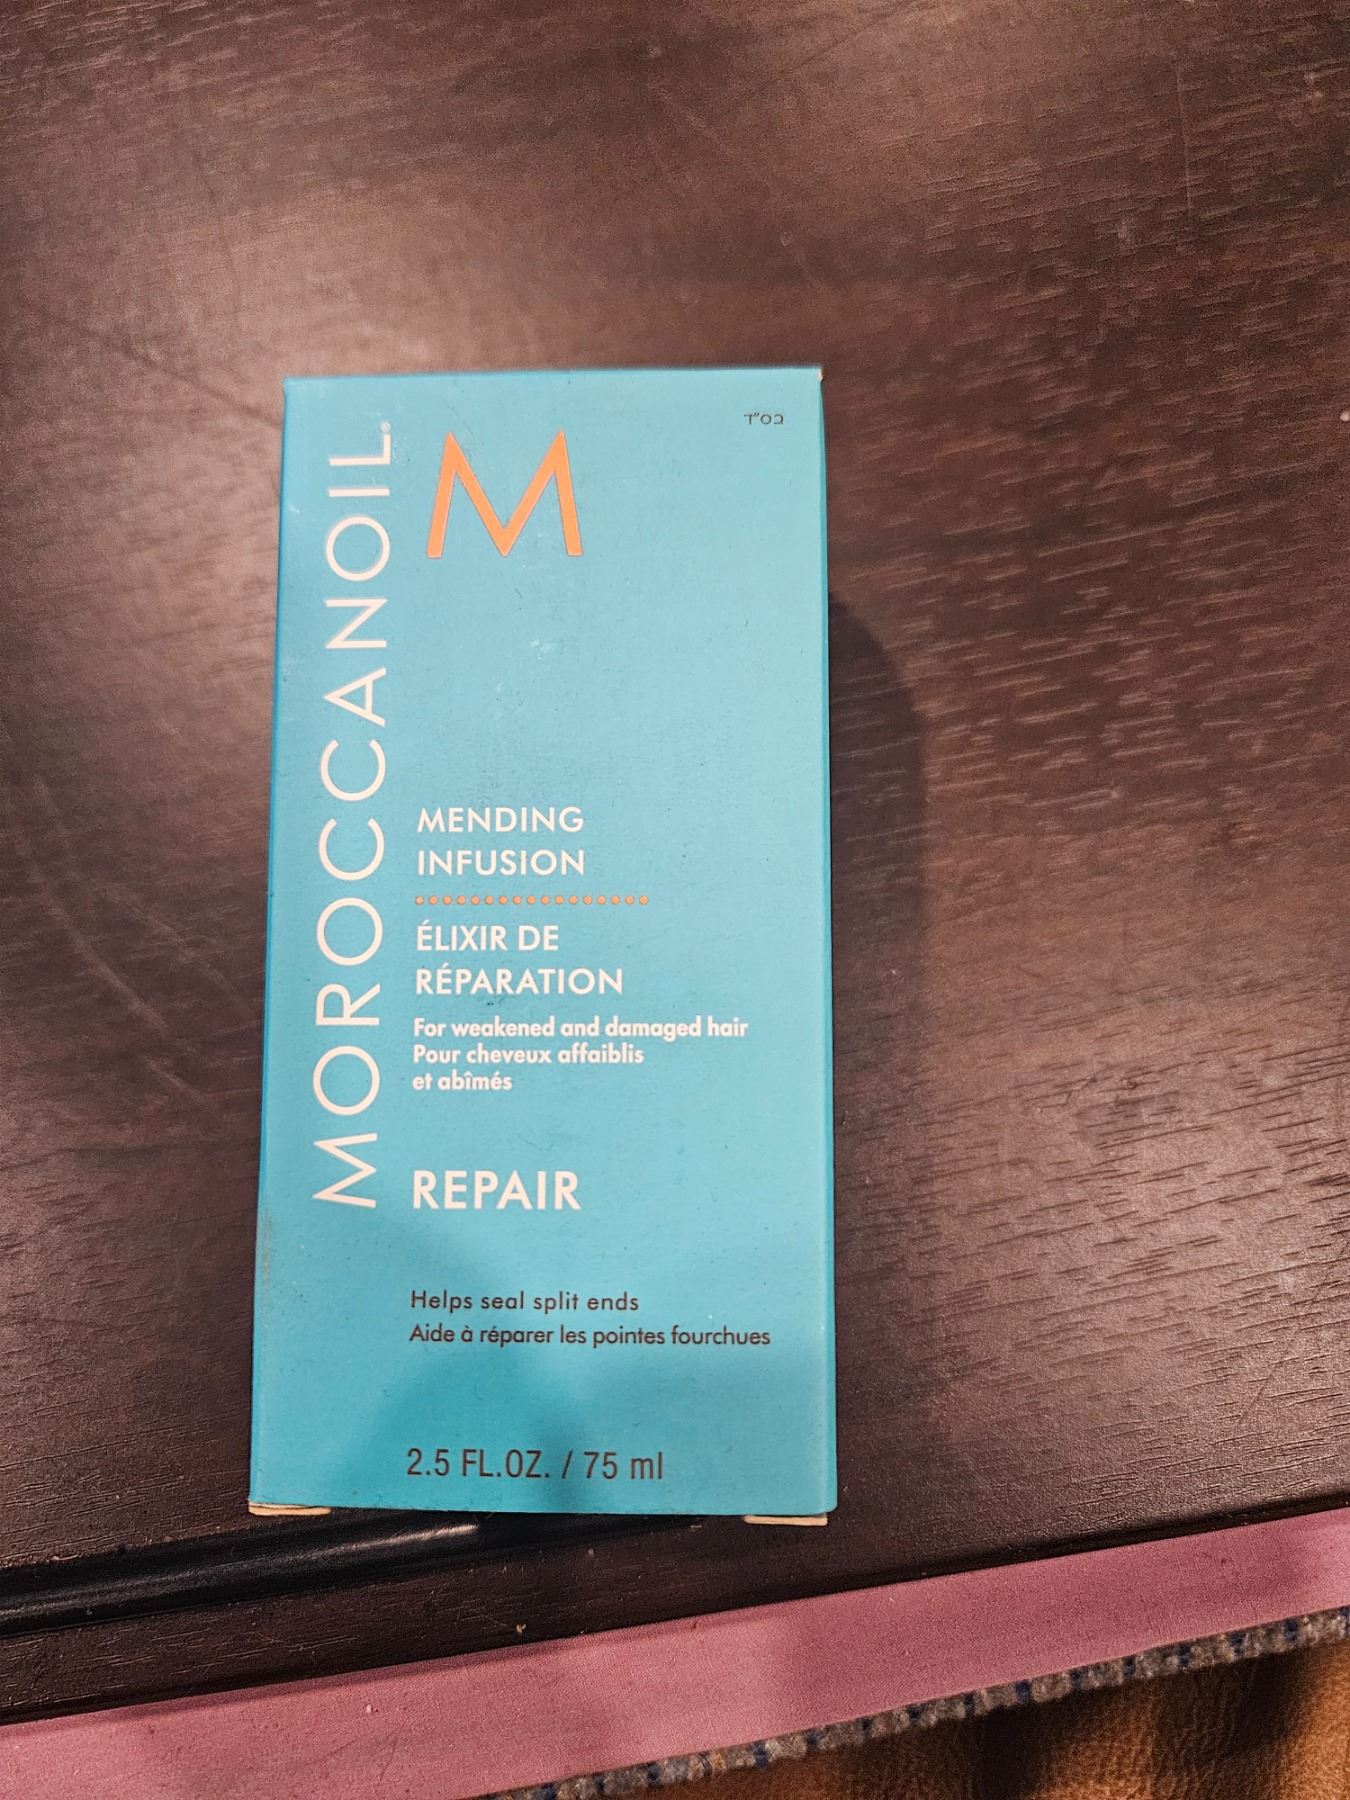 בס"ד
M
MOROCCANOIL®
MENDING
INFUSION
ÉLIXIR DE
RÉPARATION
For weakened and damaged hair
Pour cheveux affaiblis
et abîmés
REPAIR
Helps seal split ends
Aide à réparer les pointes fourchues
2.5 FL.OZ. / 75 ml